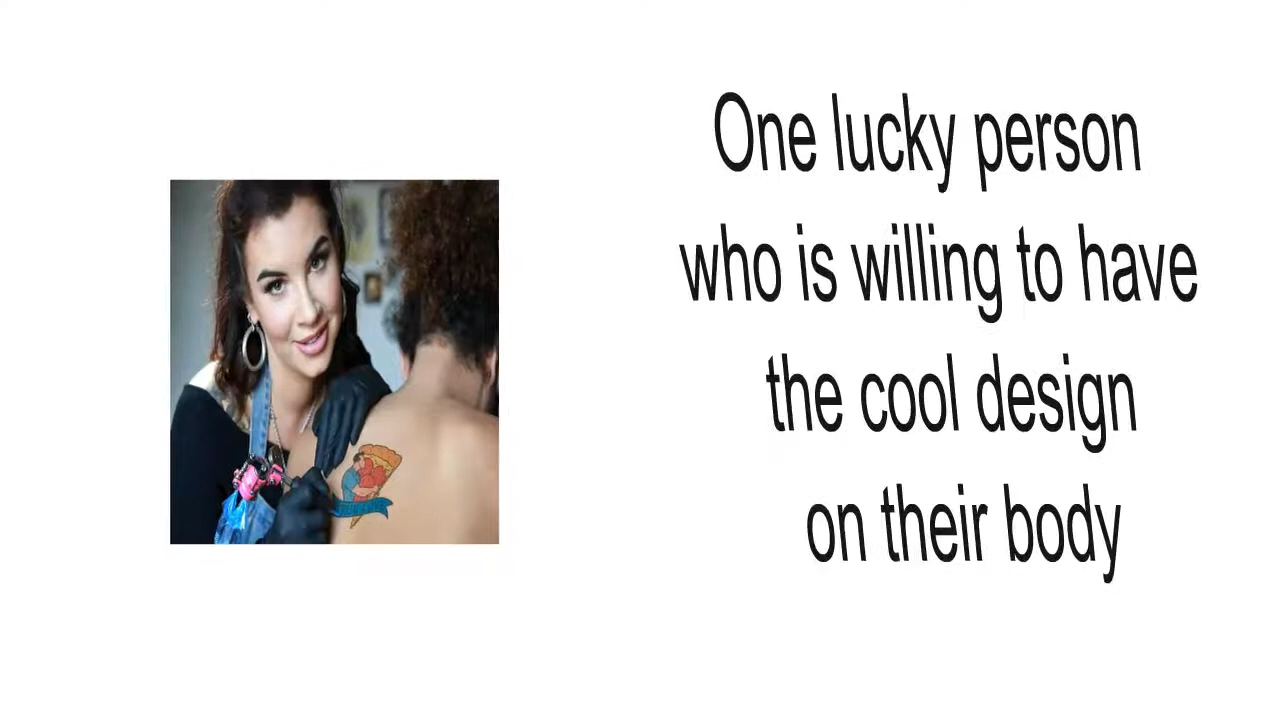 One lucky person
who is willing to have
the cool design
on their body